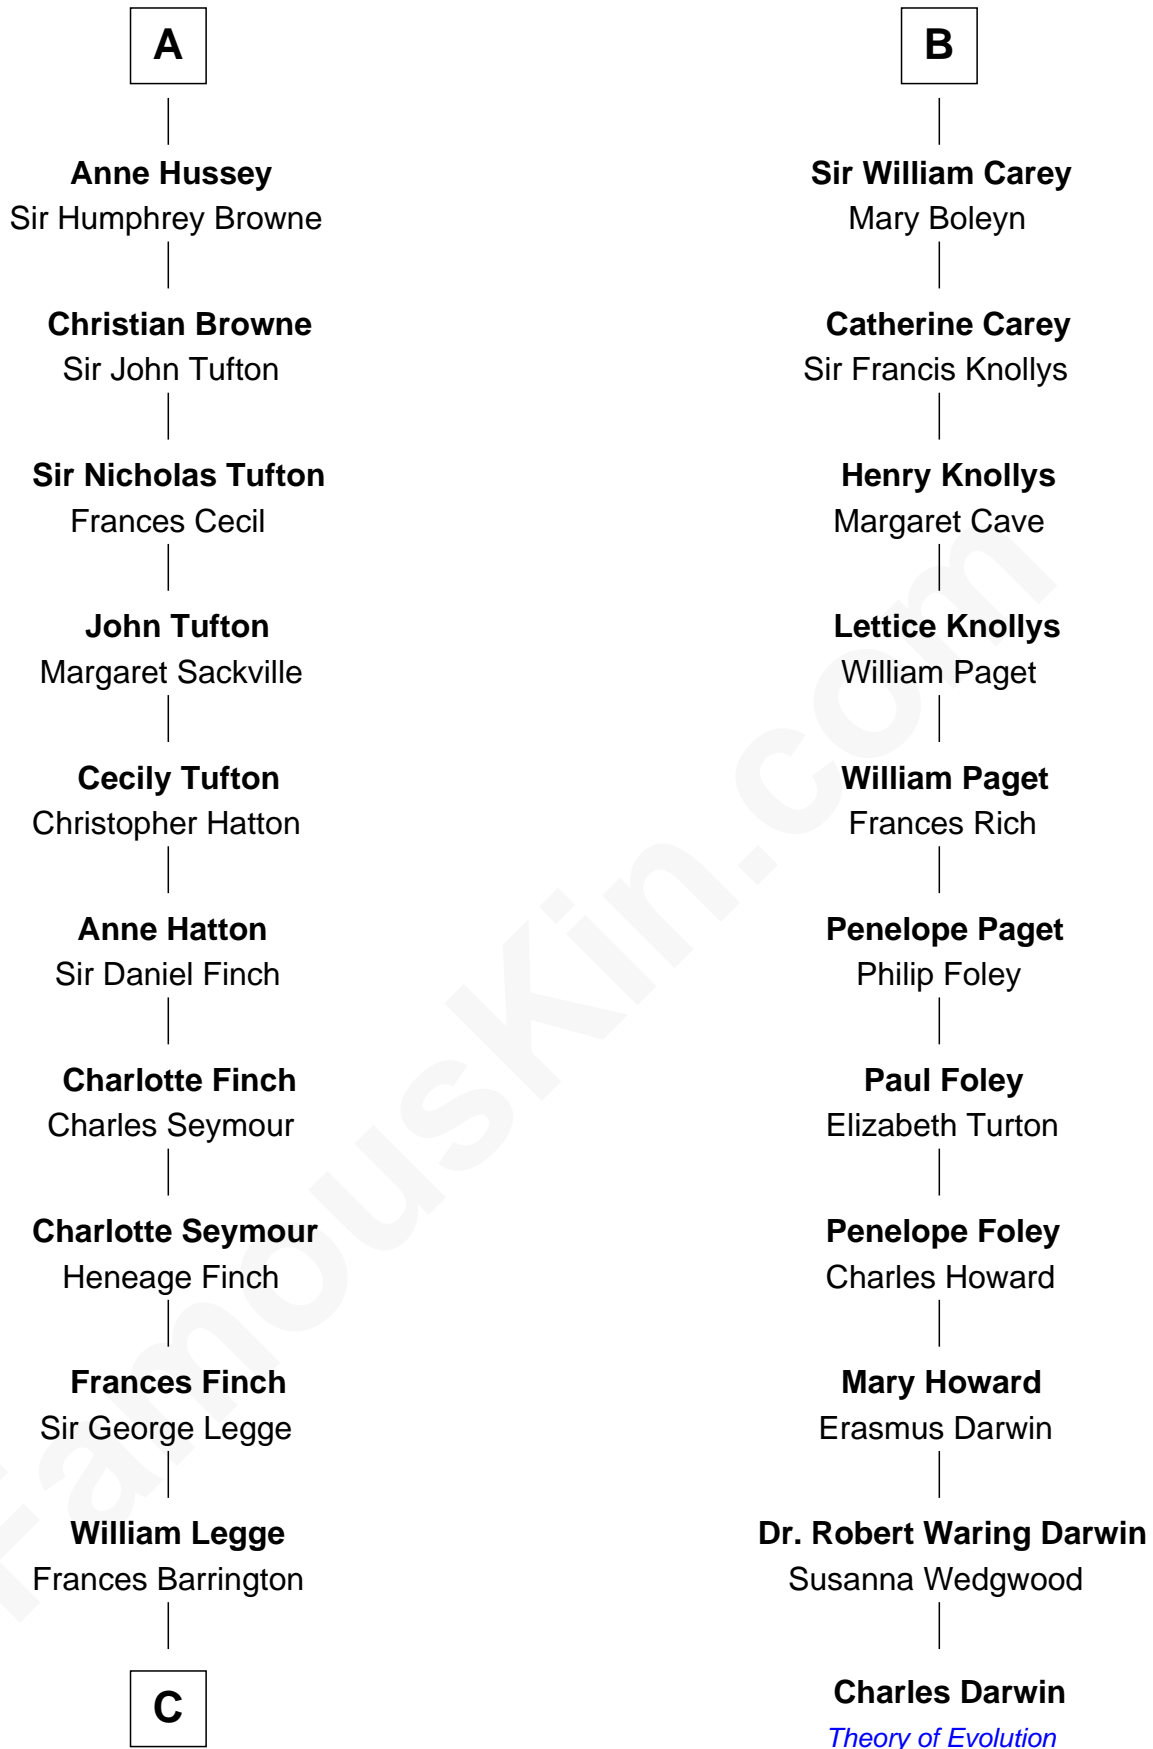 A
Anne Hussey
Sir Humphrey Browne
Christian Browne
Sir John Tufton
Sir Nicholas Tufton
Frances Cecil
John Tufton
Margaret Sackville
Cecily Tufton
Christopher Hatton
Anne Hatton
Sir Daniel Finch
Charlotte Finch
Charles Seymour
Charlotte Seymour
Heneage Finch
Frances Finch
Sir George Legge
William Legge
Frances Barrington
C
B
Sir William Carey
Mary Boleyn
Catherine Carey
Sir Francis Knollys
Henry Knollys
Margaret Cave
Lettice Knollys
William Paget
William Paget
Frances Rich
Penelope Paget
Philip Foley
Paul Foley
Elizabeth Turton
Penelope Foley
Charles Howard
Mary Howard
Erasmus Darwin
Dr. Robert Waring Darwin
Susanna Wedgwood
Charles Darwin
Theory of Evolution
FamousKin.com